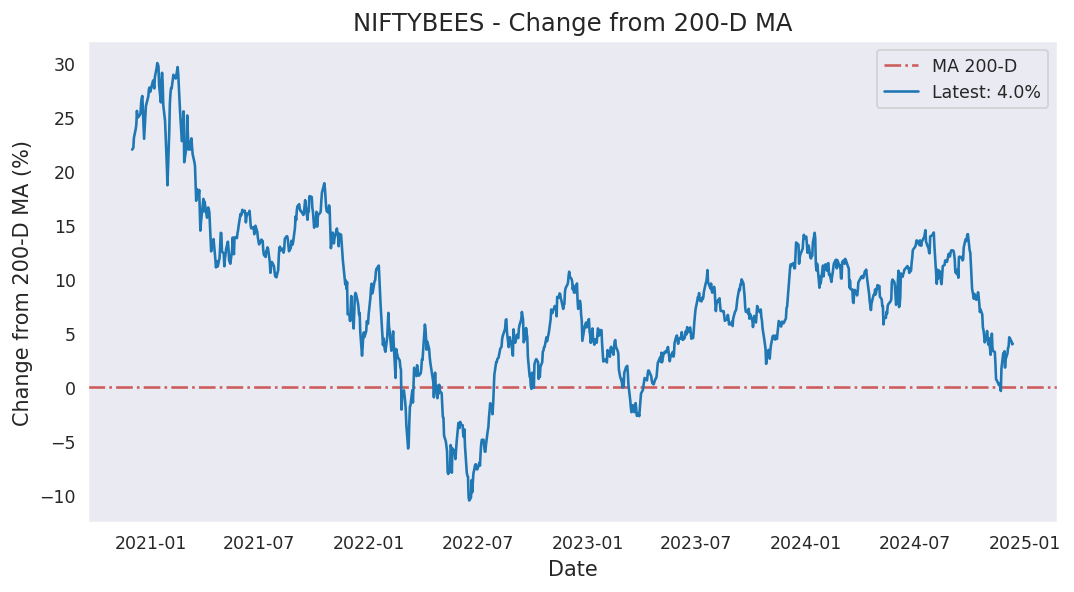 NIFTYBEES - Change from 200-D MA
MA 200-D
Latest: 4.0%
Change from 200-D MA (%)
30
25
20
15
10
5
0
−5
−10
2021-01 2021-07 2022-01 2022-07 2023-01 2023-07 2024-01 2024-07 2025-01
Date